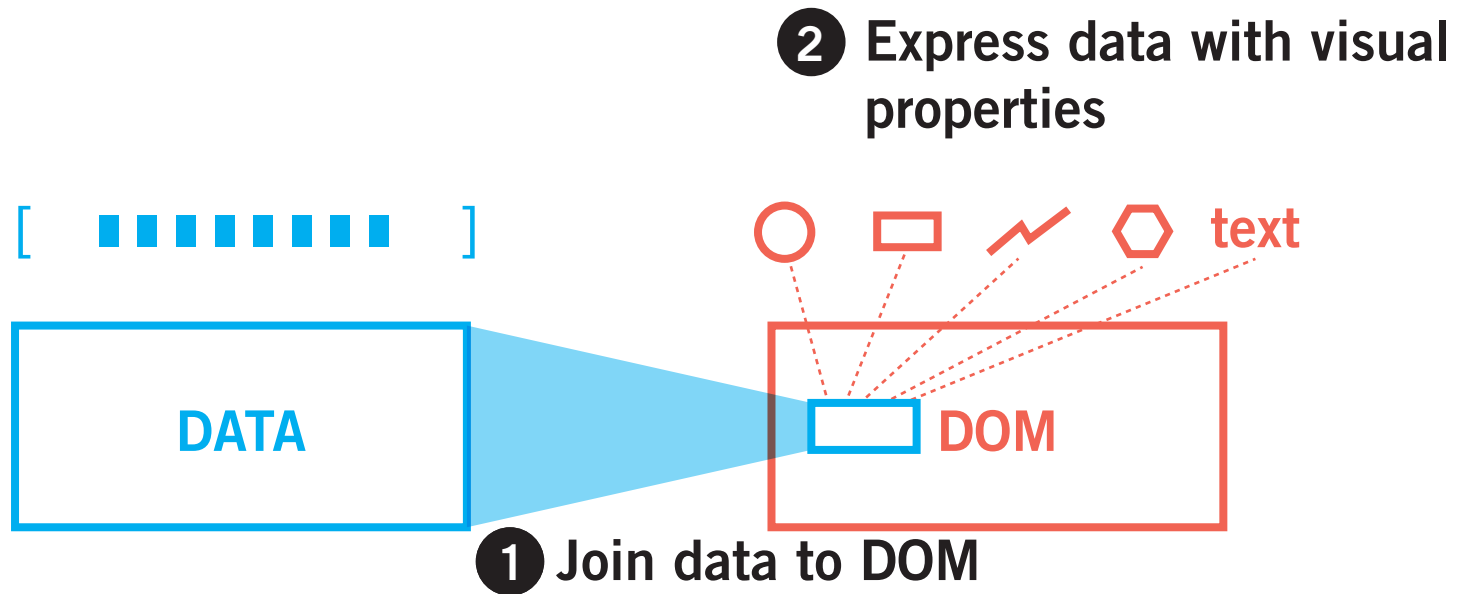 2 Express data with visual
properties
[ ]
text
DATA
DOM
1 Join data to DOM